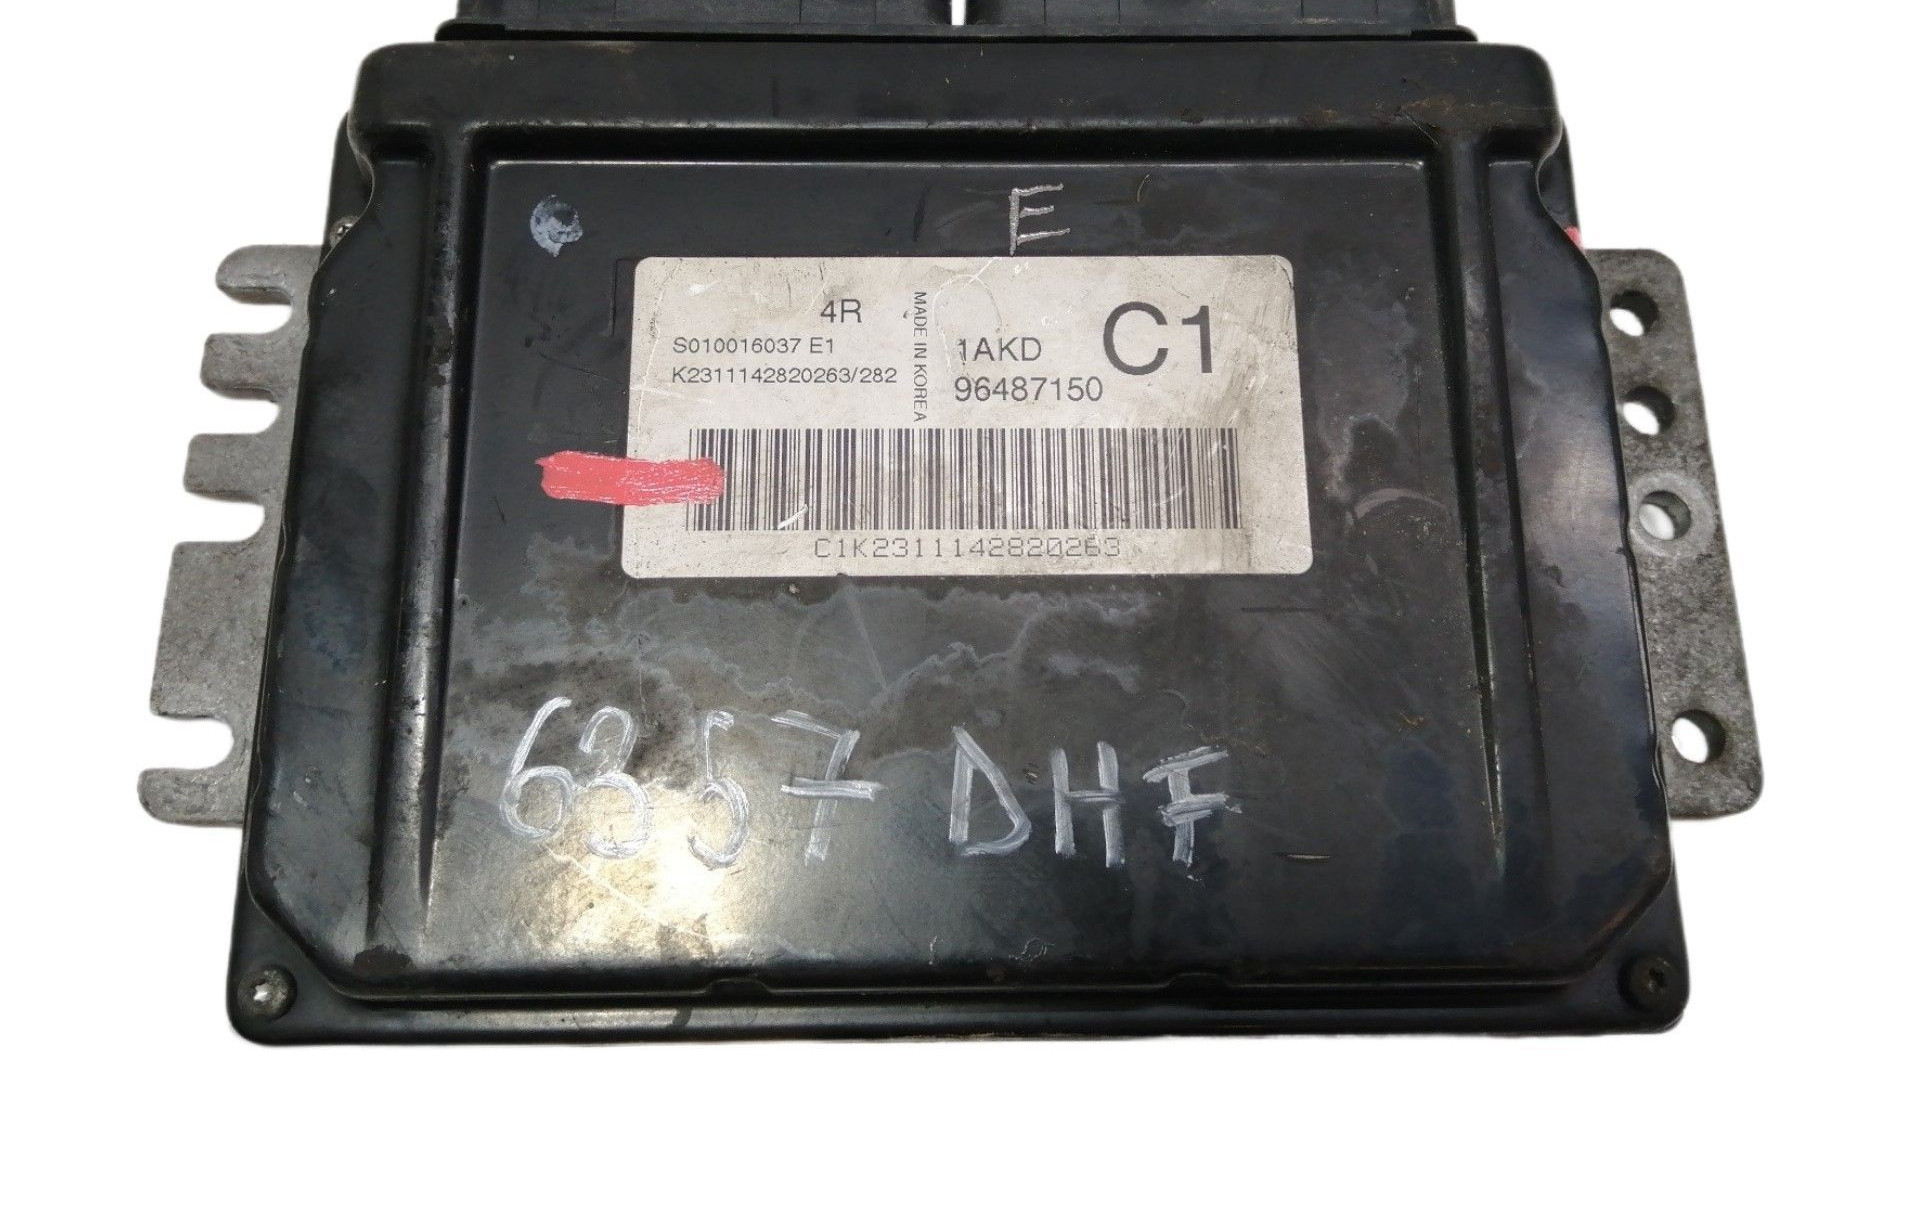 E
4R
S010016037 E1
K2311142820263/282
MADE IN KOREA
1AKD
96487150
C1
C1K2311142820263
6357 DHF